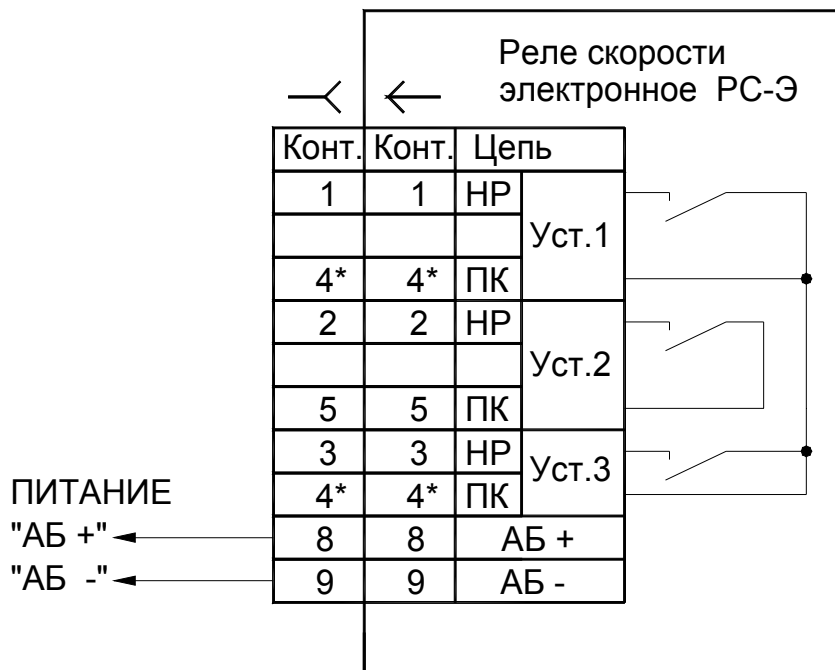 Реле скорости
электронное РС-Э
Конт. Конт. Цепь
1 1 НР
Уст.1
4* 4* ПК
2 2 НР
Уст.2
5 5 ПК
3 3 НР
Уст.3
4* 4* ПК
ПИТАНИЕ
"АБ +" 8 8 АБ +
"АБ -" 9 9 АБ -